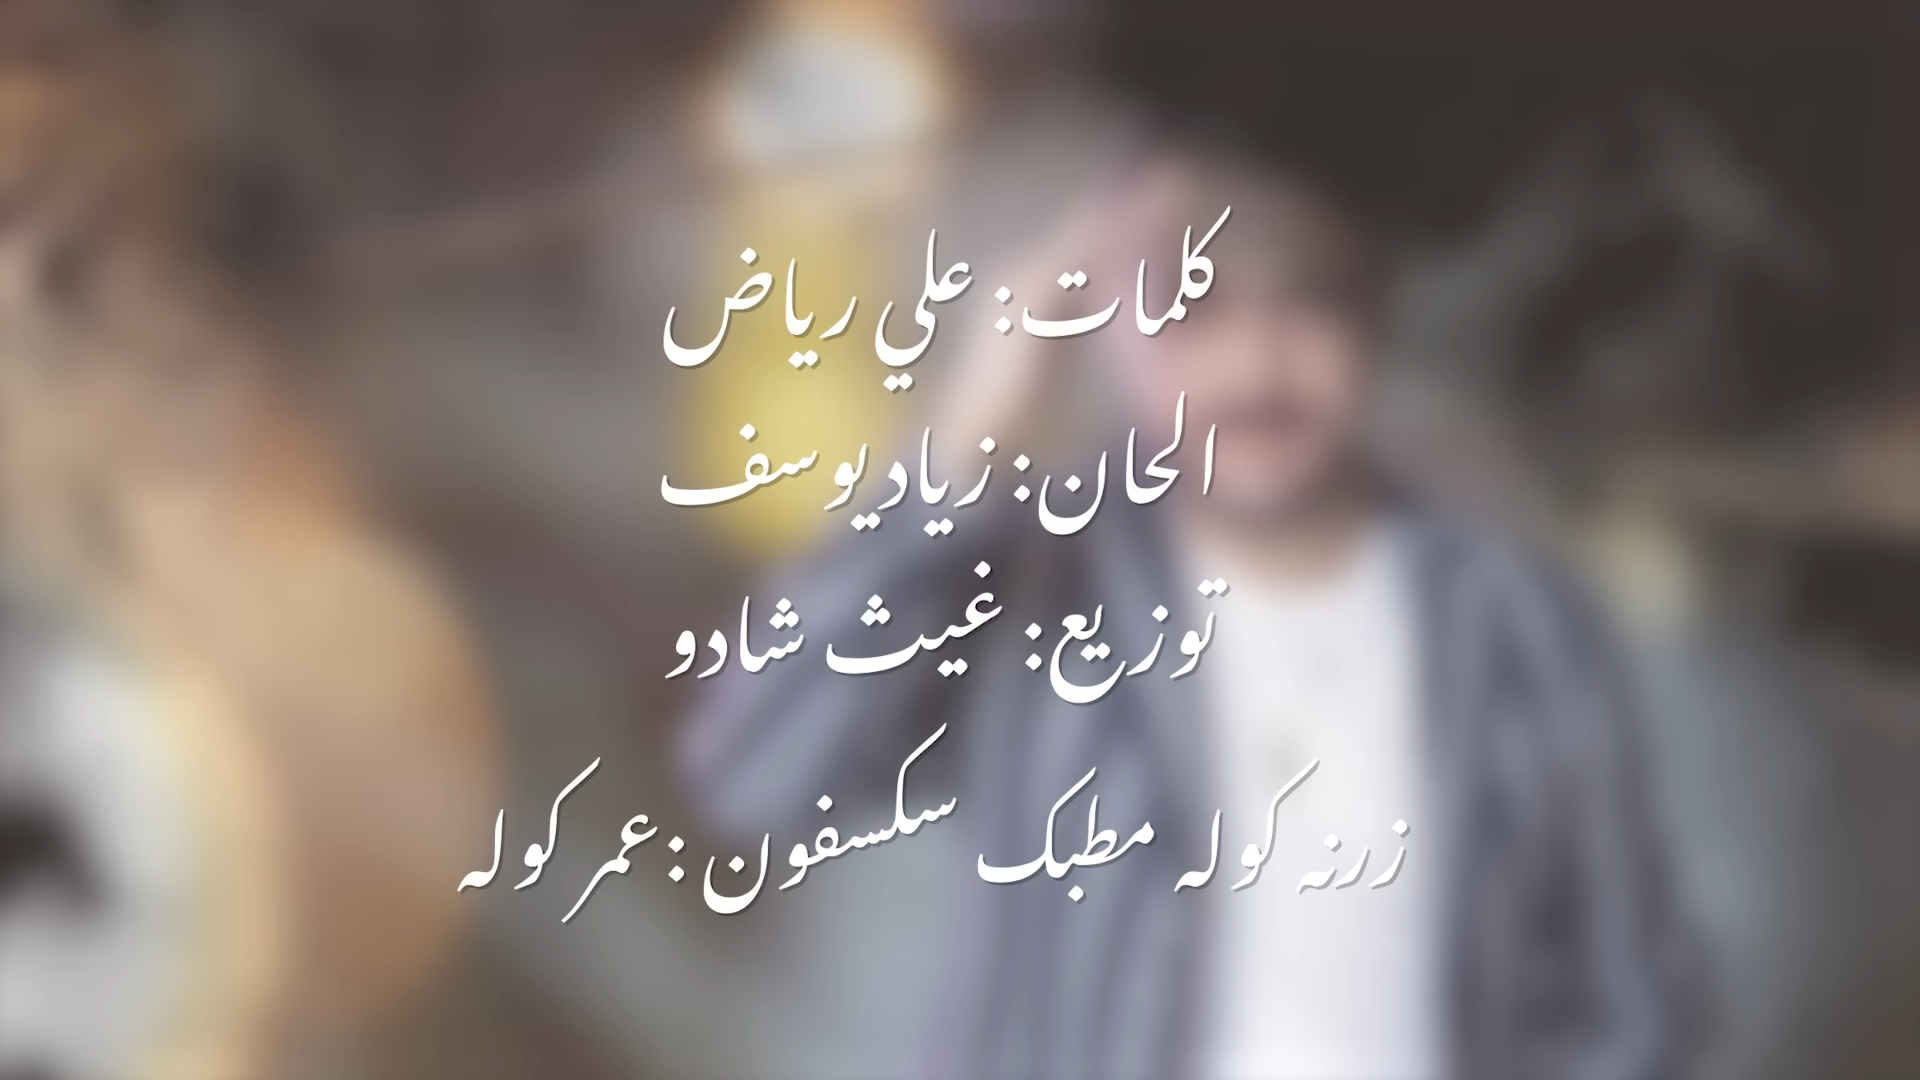 كلمات: علي رياض
الحان: زياد يوسف
توزيع: غيث شادو
زرنه كوله مطبك سكسفون :عمر كوله